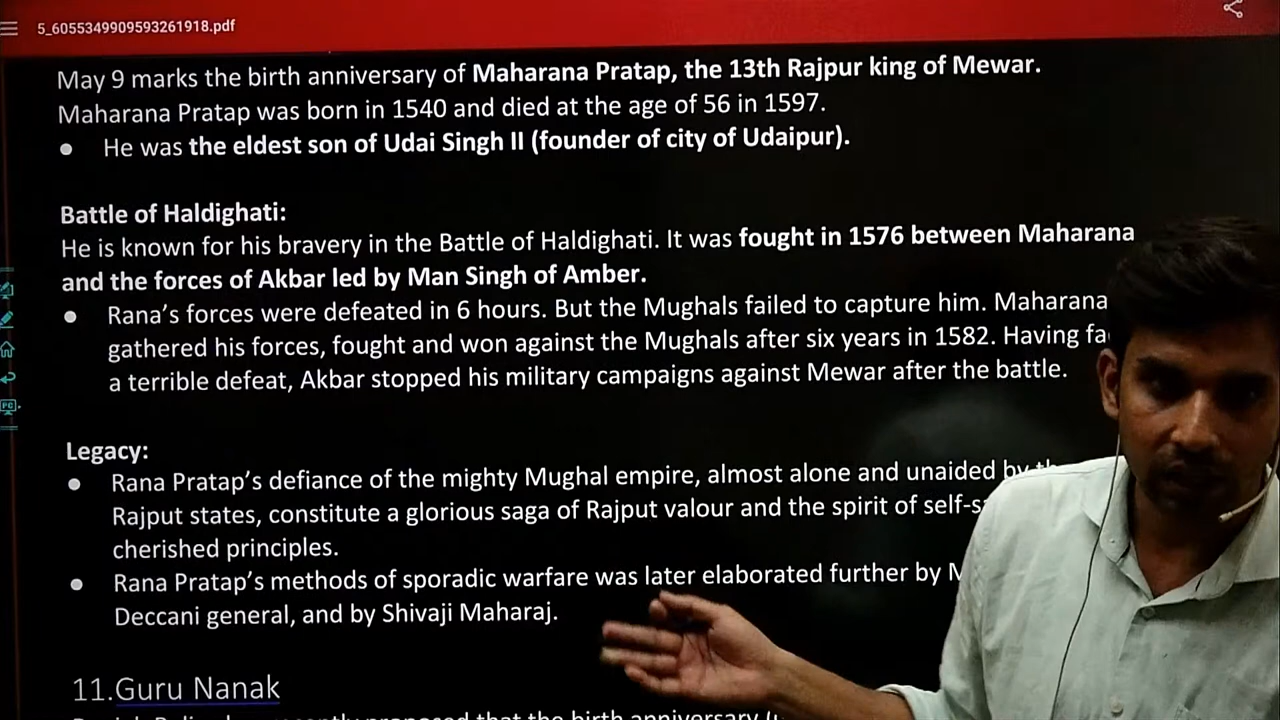 5_6055349909593261918.pdf
May 9 marks the birth anniversary of Maharana Pratap, the 13th Rajpur king of Mewar.
Maharana Pratap was born in 1540 and died at the age of 56 in 1597.
● He was the eldest son of Udai Singh II (founder of city of Udaipur).
Battle of Haldighati:
He is known for his bravery in the Battle of Haldighati. It was fought in 1576 between Maharana
and the forces of Akbar led by Man Singh of Amber.
● Rana's forces were defeated in 6 hours. But the Mughals failed to capture him. Maharana
gathered his forces, fought and won against the Mughals after six years in 1582. Having
a terrible defeat, Akbar stopped his military campaigns against Mewar after the battle.
Legacy:
● Rana Pratap's defiance of the mighty Mughal empire, almost alone and unaided by
Rajput states, constitute a glorious saga of Rajput valour and the spirit of
cherished principles.
● Rana Pratap's methods of sporadic warfare was later elaborated further by
Deccani general, and by Shivaji Maharaj.
11.Guru Nanak
recently proposed that the birth anniversary